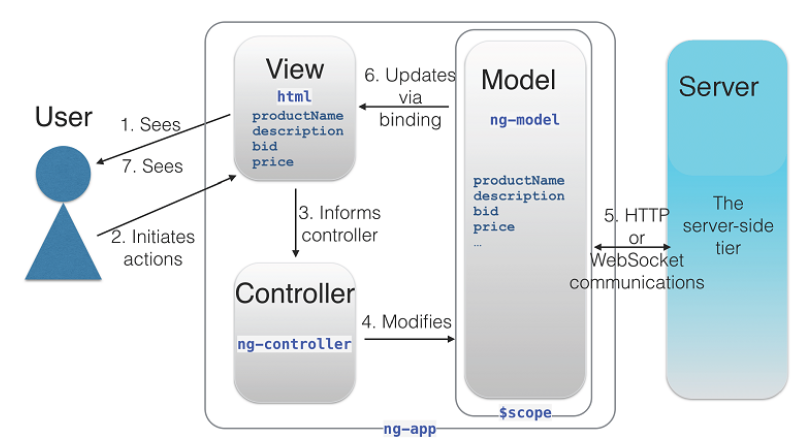 User
1. Sees
7. Sees
2. Initiates
actions
View
html
productName
description
bid
price
3. Informs
controller
Controller
ng-controller
4. Modifies
6. Updates
via
binding
Model
ng-model
productName
description
bid
price
…
$scope
ng-app
5. HTTP
or
WebSocket
communications
Server
The
server-side
tier